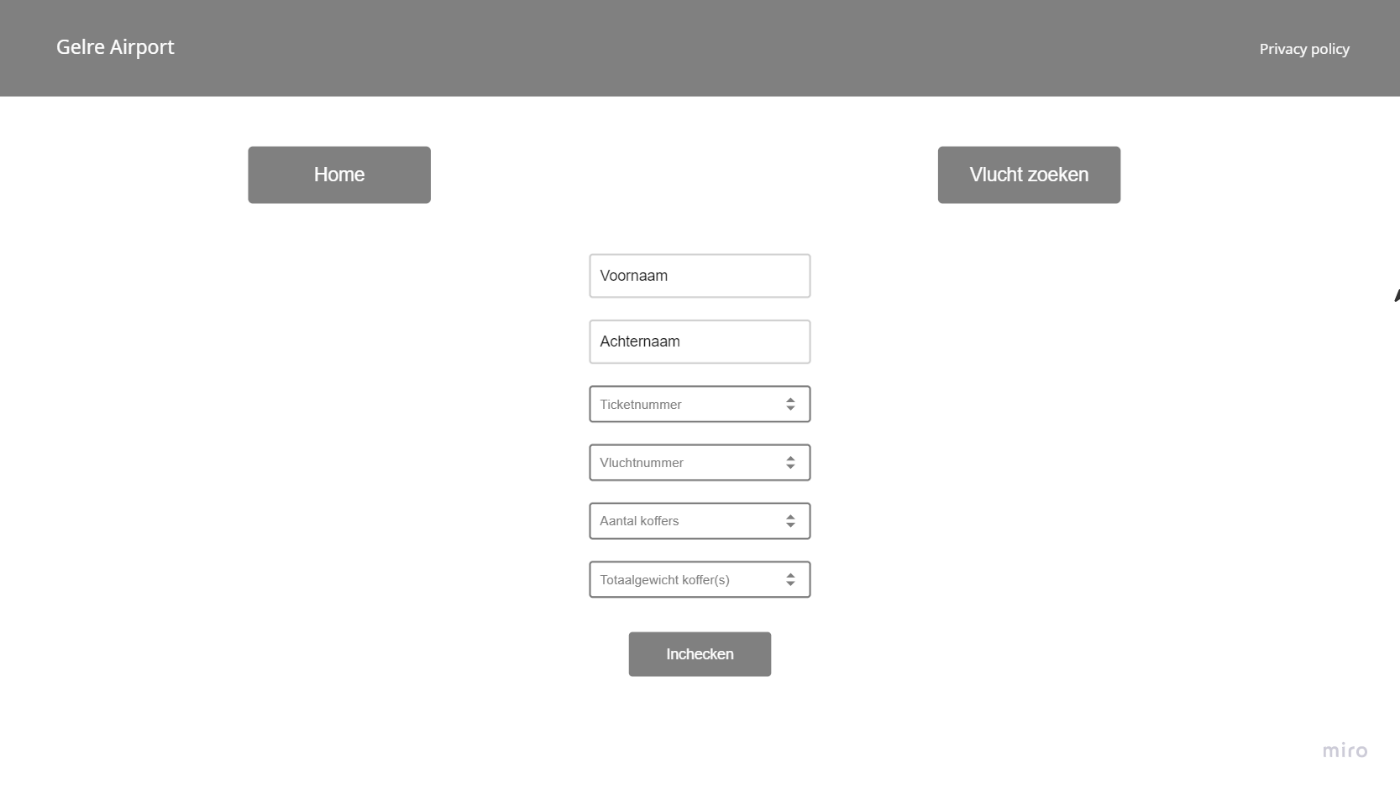 Gelre Airport
Privacy policy
Home
Vlucht zoeken
Voornaam
Achternaam
Ticketnummer
Vluchtnummer
Aantal koffers
Totaalgewicht koffer(s)
Inchecken
miro